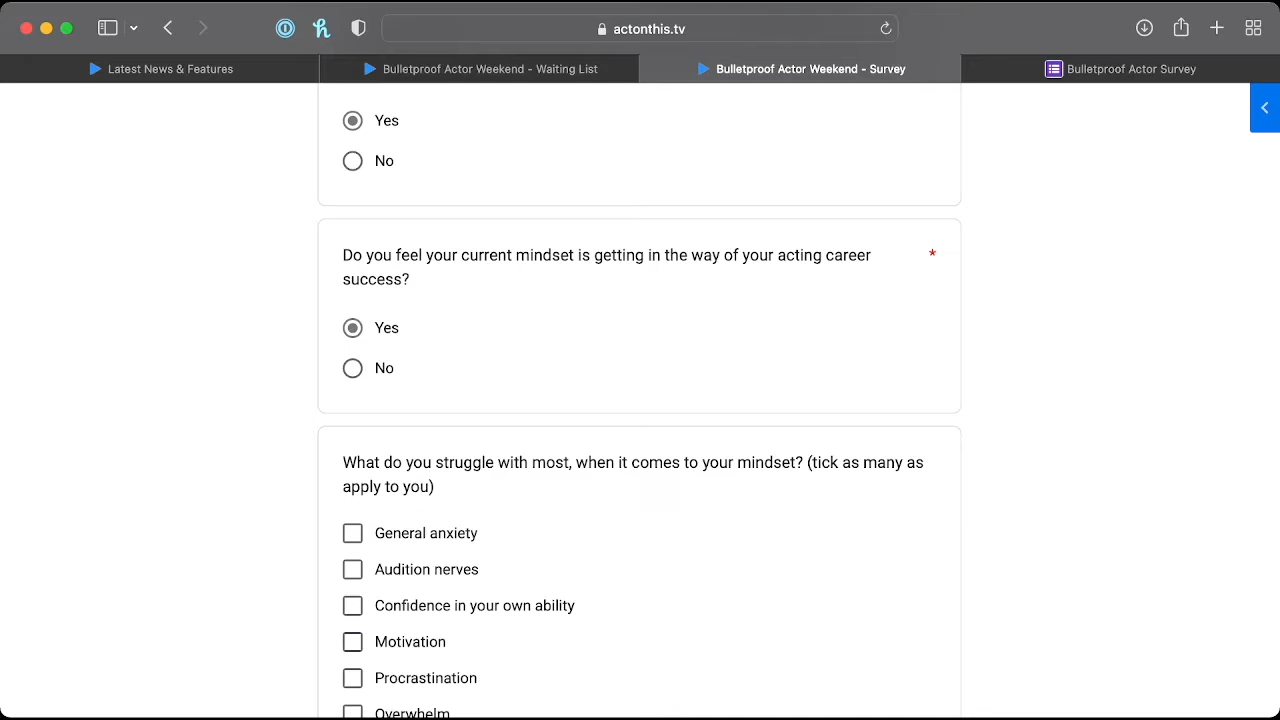 actonthis.tv
Latest News & Features
Bulletproof Actor Weekend - Waiting List
Bulletproof Actor Weekend - Survey
Bulletproof Actor Survey
Yes
No
Do you feel your current mindset is getting in the way of your acting career *
success?
Yes
No
What do you struggle with most, when it comes to your mindset? (tick as many as
apply to you)
General anxiety
Audition nerves
Confidence in your own ability
Motivation
Procrastination
Overwhelm